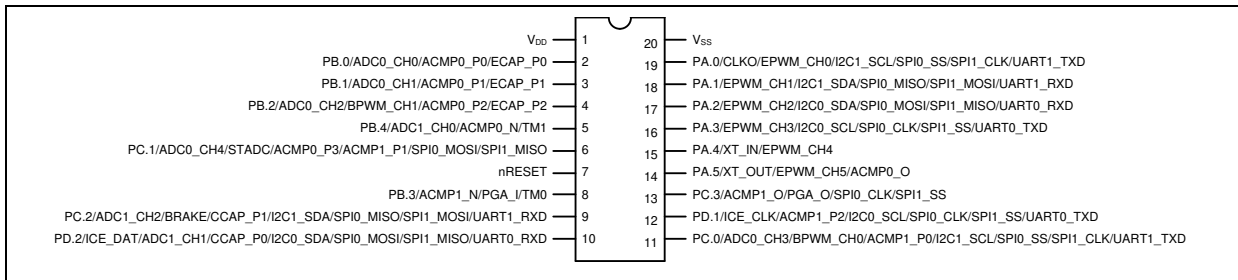 V_DD 1 20 V_SS
PB.0/ADC0_CH0/ACMP0_P0/ECAP_P0 2 19 PA.0/CLKO/EPWM_CH0/I2C1_SCL/SPI0_SS/SPI1_CLK/UART1_TXD
PB.1/ADC0_CH1/ACMP0_P1/ECAP_P1 3 18 PA.1/EPWM_CH1/I2C1_SDA/SPI0_MISO/SPI1_MOSI/UART1_RXD
PB.2/ADC0_CH2/BPWM_CH1/ACMP0_P2/ECAP_P2 4 17 PA.2/EPWM_CH2/I2C0_SDA/SPI0_MOSI/SPI1_MISO/UART0_RXD
PB.4/ADC1_CH0/ACMP0_N/TM1 5 16 PA.3/EPWM_CH3/I2C0_SCL/SPI0_CLK/SPI1_SS/UART0_TXD
PC.1/ADC0_CH4/STADC/ACMP0_P3/ACMP1_P1/SPI0_MOSI/SPI1_MISO 6 15 PA.4/XT_IN/EPWM_CH4
nRESET 7 14 PA.5/XT_OUT/EPWM_CH5/ACMP0_O
PB.3/ACMP1_N/PGA_I/TM0 8 13 PC.3/ACMP1_O/PGA_O/SPI0_CLK/SPI1_SS
PC.2/ADC1_CH2/BRAKE/CCAP_P1/I2C1_SDA/SPI0_MISO/SPI1_MOSI/UART1_RXD 9 12 PD.1/ICE_CLK/ACMP1_P2/I2C0_SCL/SPI0_CLK/SPI1_SS/UART0_TXD
PD.2/ICE_DAT/ADC1_CH1/CCAP_P0/I2C0_SDA/SPI0_MOSI/SPI1_MISO/UART0_RXD 10 11 PC.0/ADC0_CH3/BPWM_CH0/ACMP1_P0/I2C1_SCL/SPI0_SS/SPI1_CLK/UART1_TXD